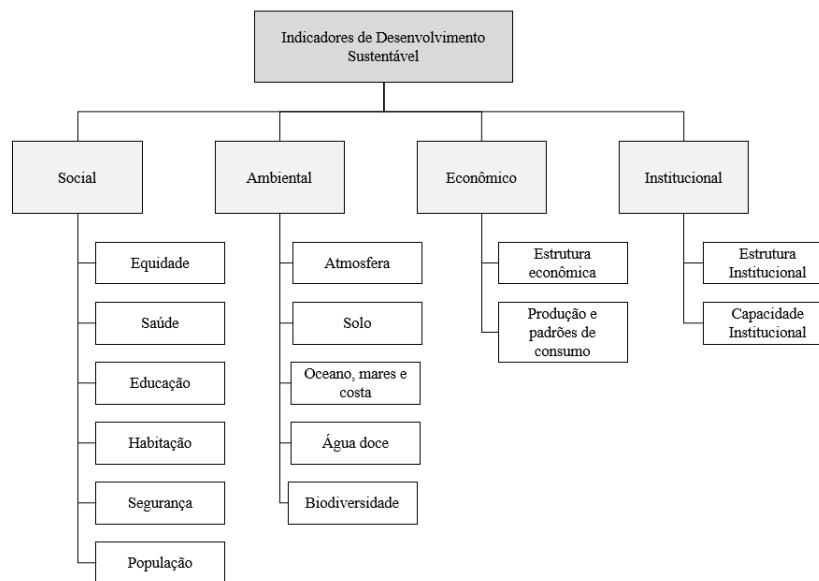 Indicadores de Desenvolvimento
Sustentável
Social
Ambiental
Econômico
Institucional
Equidade
Saúde
Educação
Habitação
Segurança
População
Atmosfera
Solo
Oceano, mares e
costa
Água doce
Biodiversidade
Estrutura
econômica
Produção e
padrões de
consumo
Estrutura
Institucional
Capacidade
Institucional